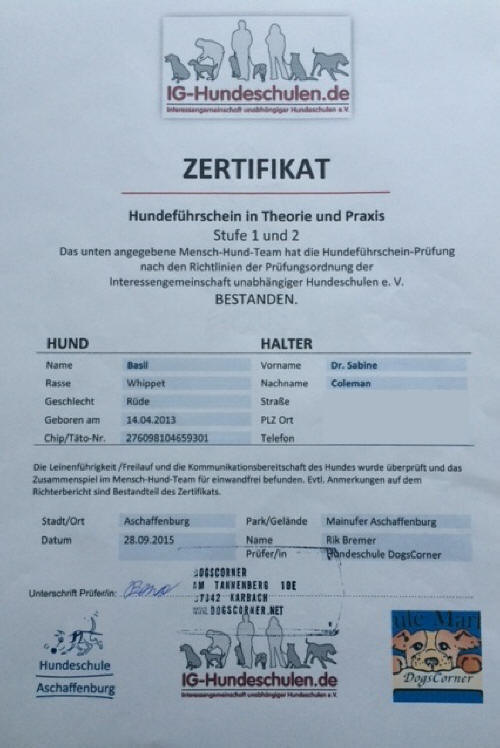 IG-Hundeschulen.de
Interessengemeinschaft unabhängiger Hundeschulen e.V.
ZERTIFIKAT
Hundeführschein in Theorie und Praxis
Stufe 1 und 2
Das unten angegebene Mensch-Hund-Team hat die Hundeführschein-Prüfung
nach den Richtlinien der Prüfungsordnung der
Interessengemeinschaft unabhängiger Hundeschulen e. V.
BESTANDEN.
HUND HALTER
Name Basil Vorname Dr. Sabine
Rasse Whippet Nachname Coleman
Geschlecht Rüde Straße
Geboren am 14.04.2013 PLZ Ort
Chip/Täto-Nr. 276098104659301 Telefon
Die Leinenführigkeit /Freilauf und die Kommunikationsbereitschaft des Hundes wurde überprüft und das
Zusammenspiel im Mensch-Hund-Team für einwandfrei befunden. Evtl. Anmerkungen auf dem
Richterbericht sind Bestandteil des Zertifikats.
Stadt/Ort Aschaffenburg Park/Gelände Mainufer Aschaffenburg
Datum 28.09.2015 Name Rik Bremer
Prüfer/in Hundeschule DogsCorner
DOGSCORNER
AM TANNENBERG 10E
KARBACH
WWW.DOGSCORNER.NET
Unterschrift Prüfer/in:
Hundeschule
Aschaffenburg
IG-Hundeschulen.de
Interessengemeinschaft unabhängiger Hundeschulen e.V.
ule Mar
DogsCorner